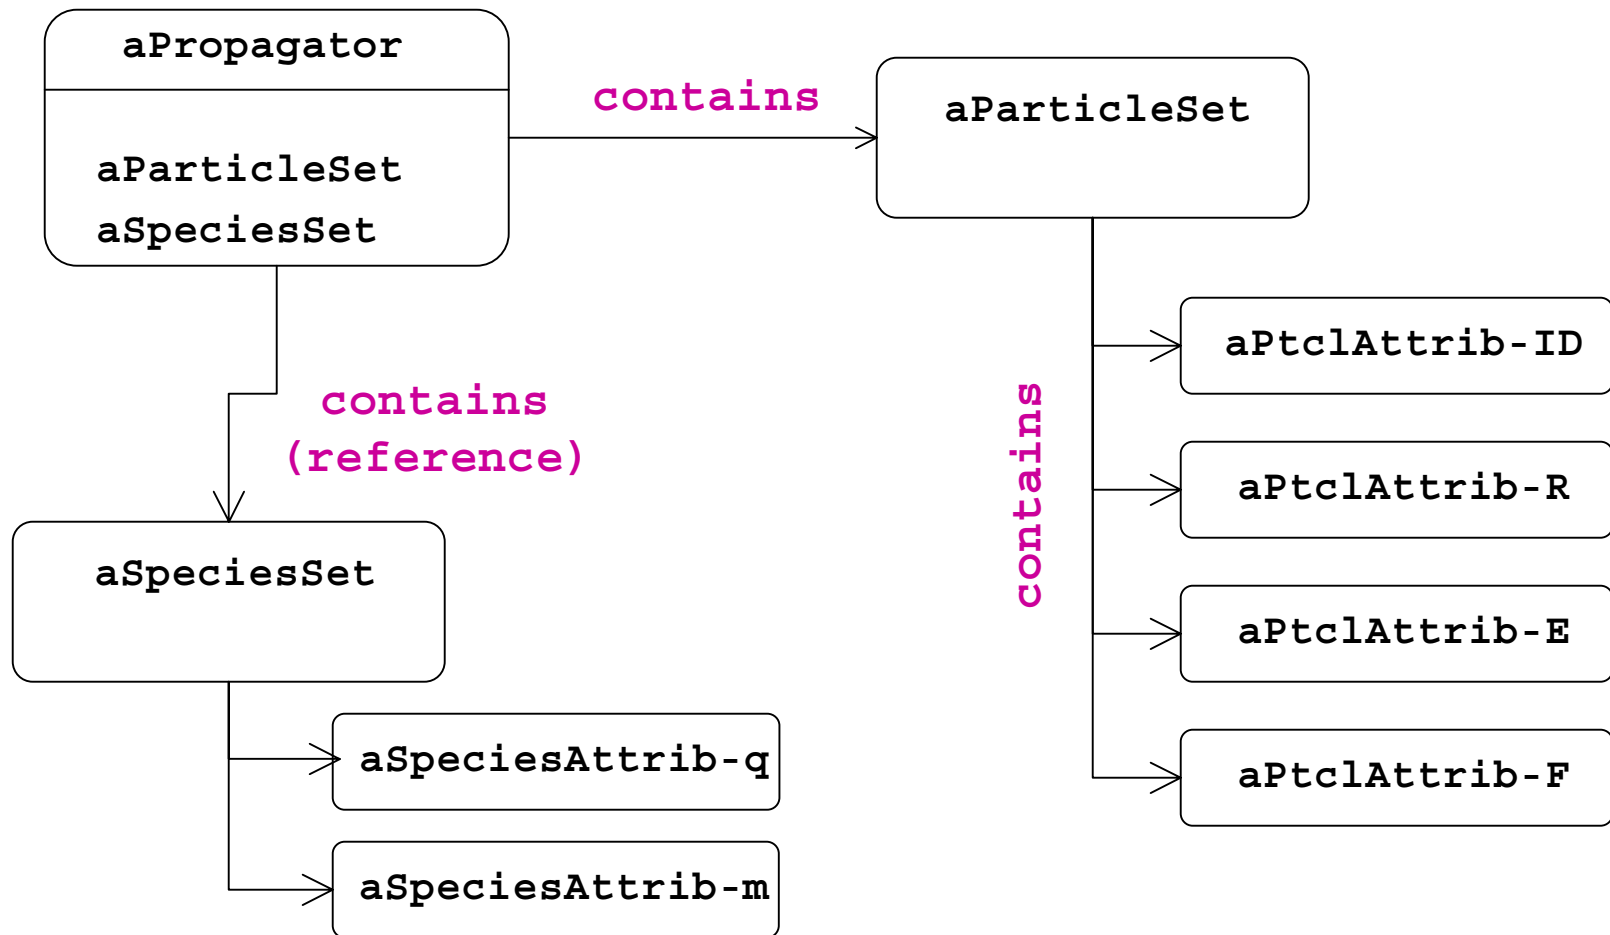 aPropagator
aParticleSet
aSpeciesSet
contains
aParticleSet
contains
(reference)
aSpeciesSet
aSpeciesAttrib-q
aSpeciesAttrib-m
contains
aPtclAttrib-ID
aPtclAttrib-R
aPtclAttrib-E
aPtclAttrib-F